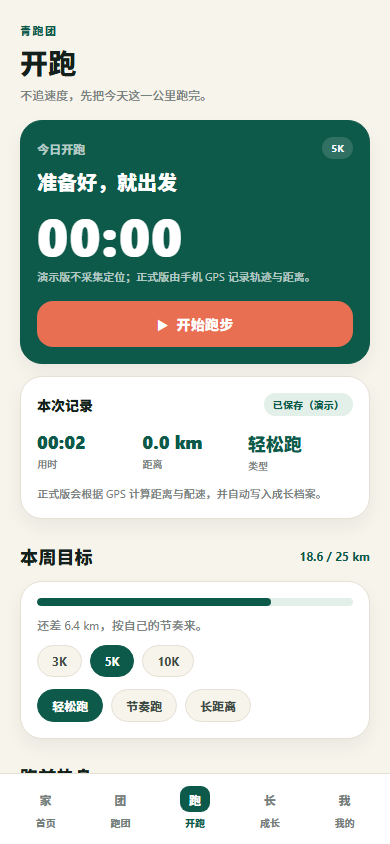 青跑团
开跑
不追速度，先把今天这一公里跑完。
今日开跑
5K
准备好，就出发
00:00
演示版不采集定位；正式版由手机 GPS 记录轨迹与距离。
▶ 开始跑步
本次记录
已保存（演示）
00:02
0.0 km
轻松跑
用时
距离
类型
正式版会根据 GPS 计算距离与配速，并自动写入成长档案。
本周目标
18.6 / 25 km
还差 6.4 km，按自己的节奏来。
3K
5K
10K
轻松跑
节奏跑
长距离
家
团
跑
长
我
首页
跑团
开跑
成长
我的